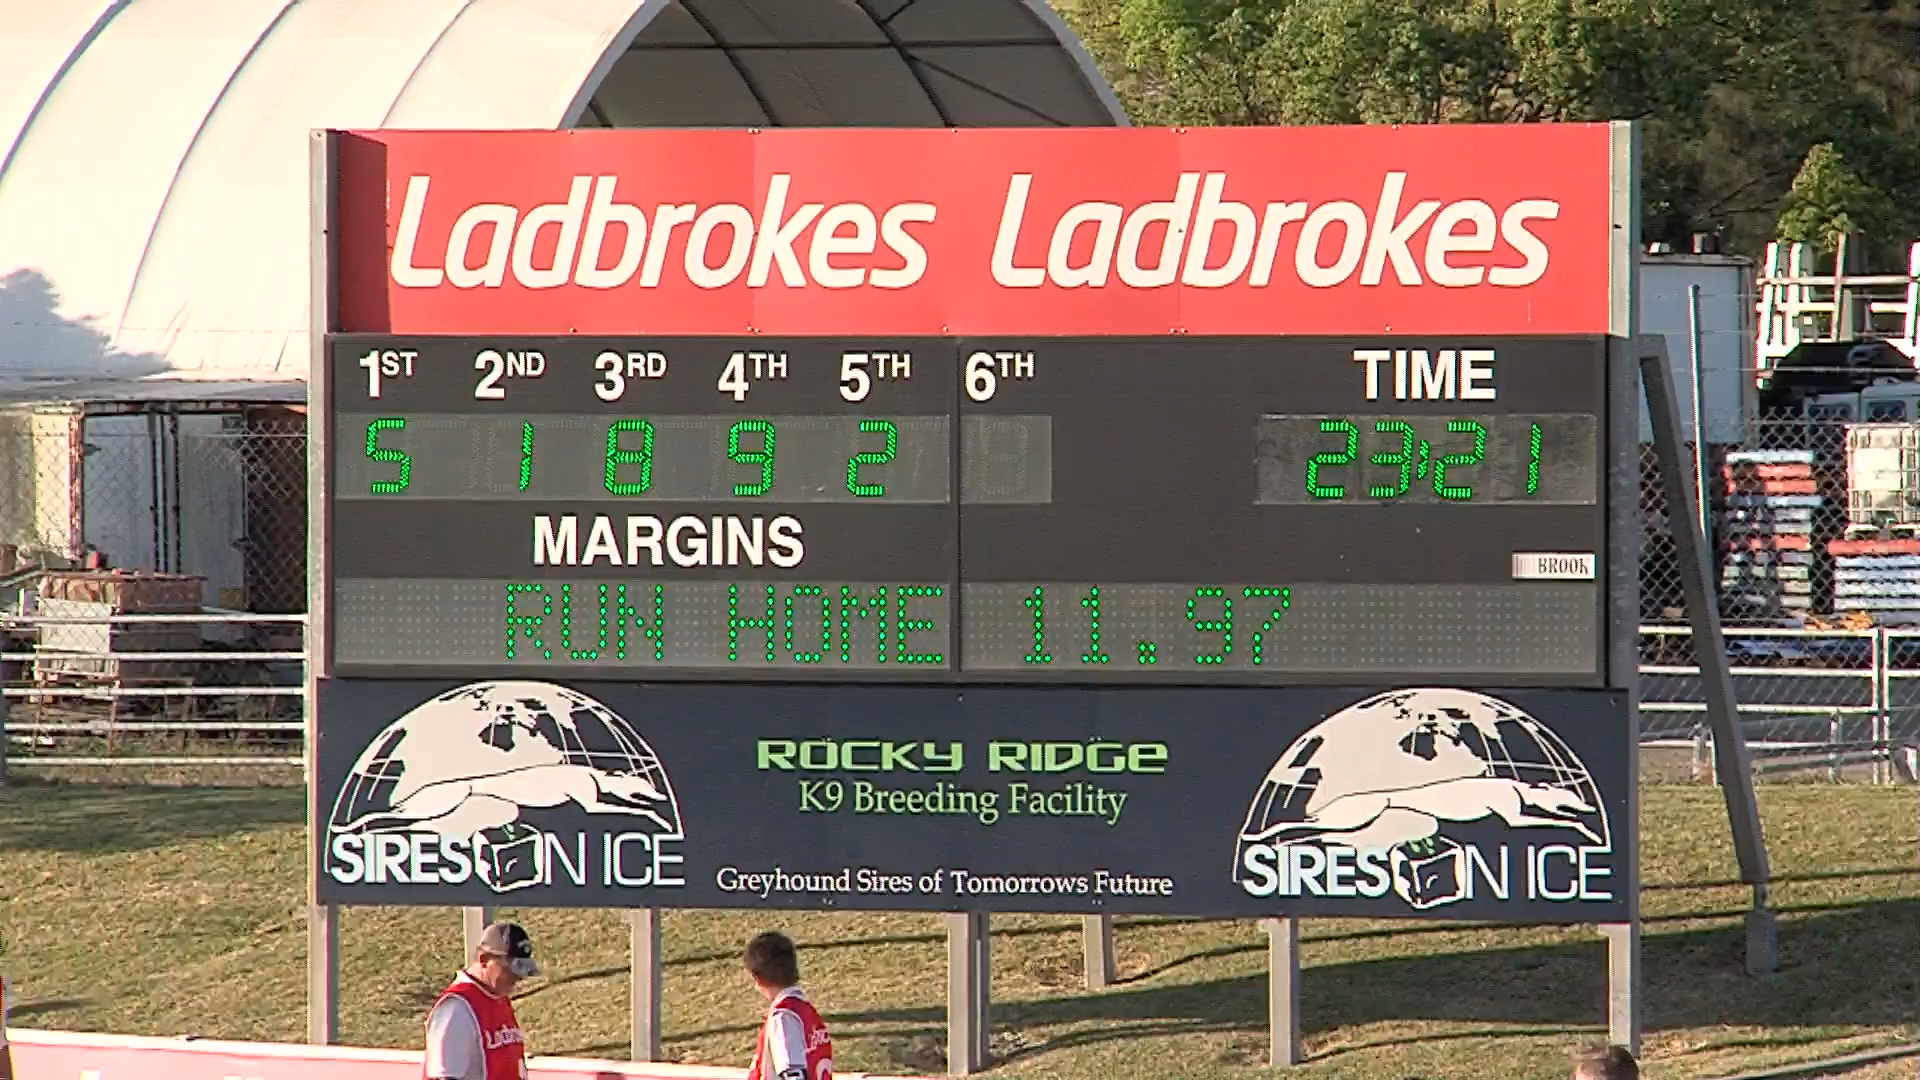 Ladbrokes Ladbrokes
1ST 2ND 3RD 4TH 5TH 6TH TIME
5 1 8 9 2 23:21
MARGINS
BROOK
RUN HOME 11.97
ROCKY RIDGE
K9 Breeding Facility
SIRES ON ICE
Greyhound Sires of Tomorrows Future
SIRES ON ICE